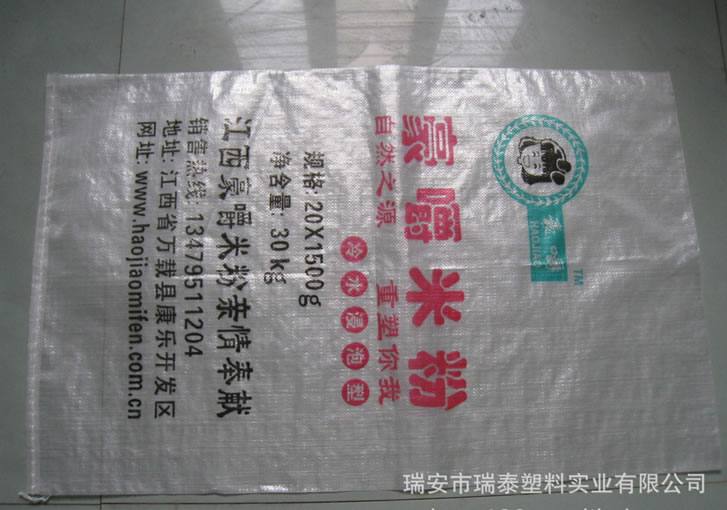 HAOJIAO
TM
豪嚼米粉
自然之源 重塑你我
冷水浸泡型
规格:20X1500g
净含量:30kg
江西豪嚼米粉亲情奉献
销售热线:13479511204
地址:江西省万载县康乐开发区
网址:www.haojiaomifen.com.cn
瑞安市瑞泰塑料实业有限公司